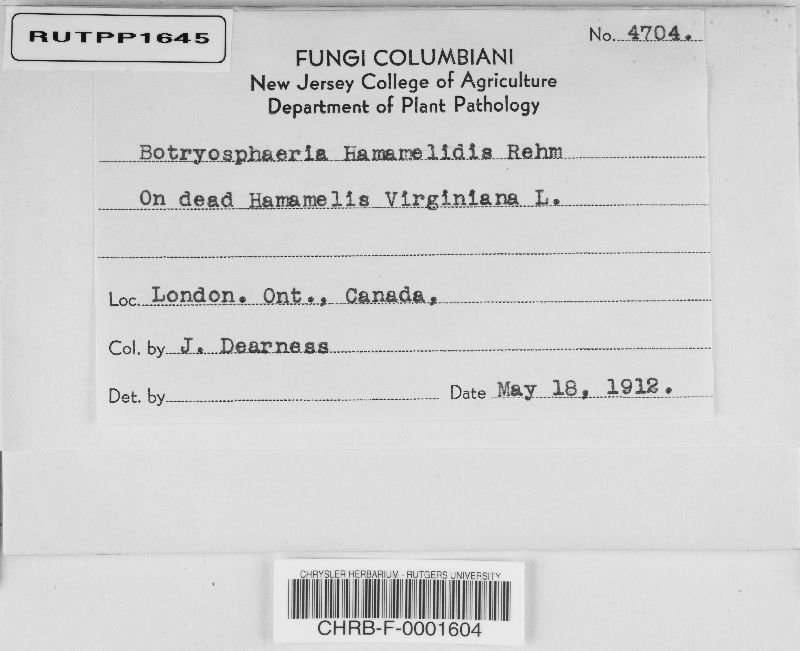 RUTPP1645
No. 4704.
FUNGI COLUMBIANI
New Jersey College of Agriculture
Department of Plant Pathology
Botryosphaeria Hamamelidis Rehm
On dead Hamamelis Virginiana L.
Loc. London. Ont., Canada,
Col. by J. Dearness
Det. by Date May 18, 1912.
CHRYSLER HERBARIUM - RUTGERS UNIVERSITY
CHRB-F-0001604